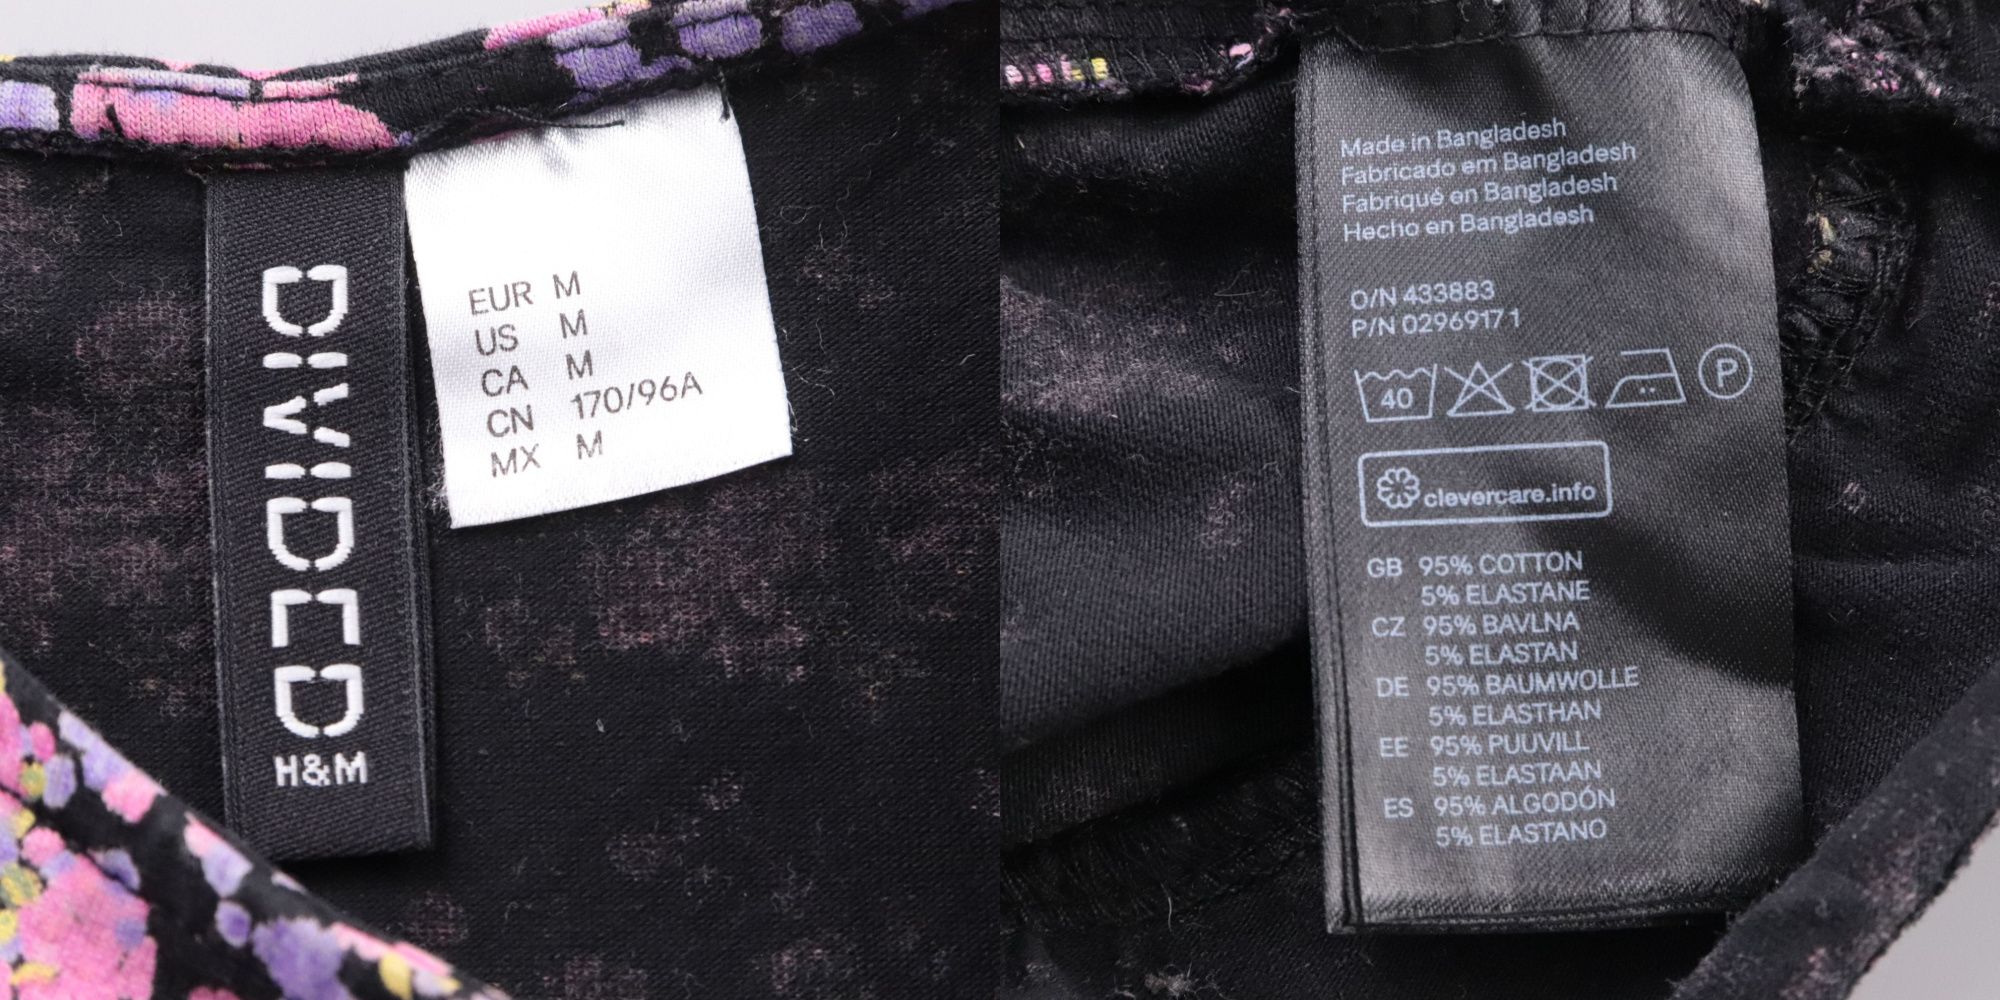 DIVIDED
H&M
EUR M
US M
CA M
CN 170/96A
MX M
Made in Bangladesh
Fabricado em Bangladesh
Fabriqué en Bangladesh
Hecho en Bangladesh
O/N 433883
P/N 02969171
40
P
clevercare.info
GB 95% COTTON
5% ELASTANE
CZ 95% BAVLNA
5% ELASTAN
DE 95% BAUMWOLLE
5% ELASTHAN
EE 95% PUUVILL
5% ELASTAAN
ES 95% ALGODÓN
5% ELASTANO